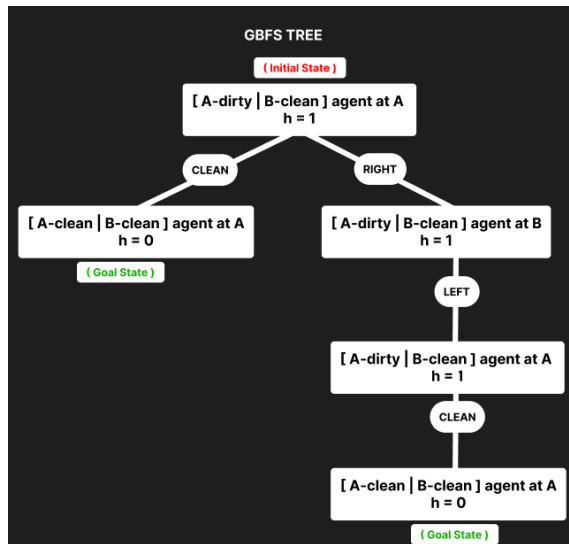 GBFS TREE
( Initial State )
[ A-dirty | B-clean ] agent at A
h = 1
CLEAN
RIGHT
[ A-clean | B-clean ] agent at A
h = 0
( Goal State )
[ A-dirty | B-clean ] agent at B
h = 1
LEFT
[ A-dirty | B-clean ] agent at A
h = 1
CLEAN
[ A-clean | B-clean ] agent at A
h = 0
( Goal State )